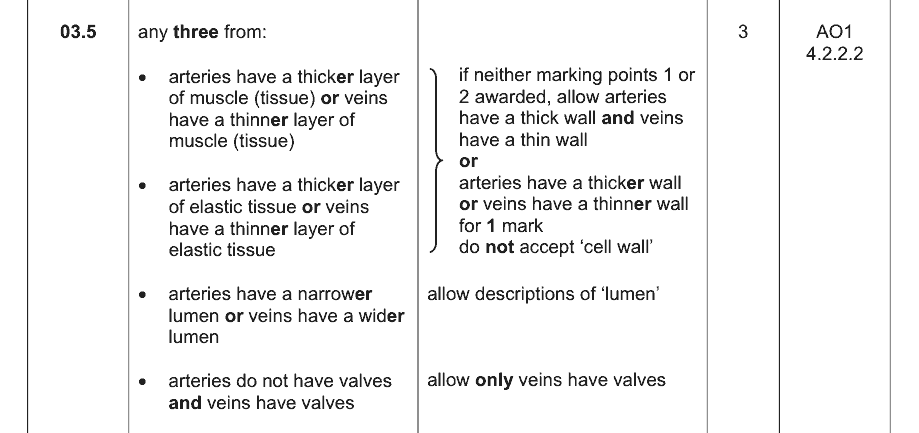 03.5
any three from:
3
AO1
4.2.2.2
• arteries have a thicker layer
of muscle (tissue) or veins
have a thinner layer of
muscle (tissue)
if neither marking points 1 or
2 awarded, allow arteries
have a thick wall and veins
have a thin wall
or
arteries have a thicker wall
or veins have a thinner wall
for 1 mark
do not accept ‘cell wall’
• arteries have a thicker layer
of elastic tissue or veins
have a thinner layer of
elastic tissue
• arteries have a narrower
lumen or veins have a wider
lumen
allow descriptions of ‘lumen’
• arteries do not have valves
and veins have valves
allow only veins have valves